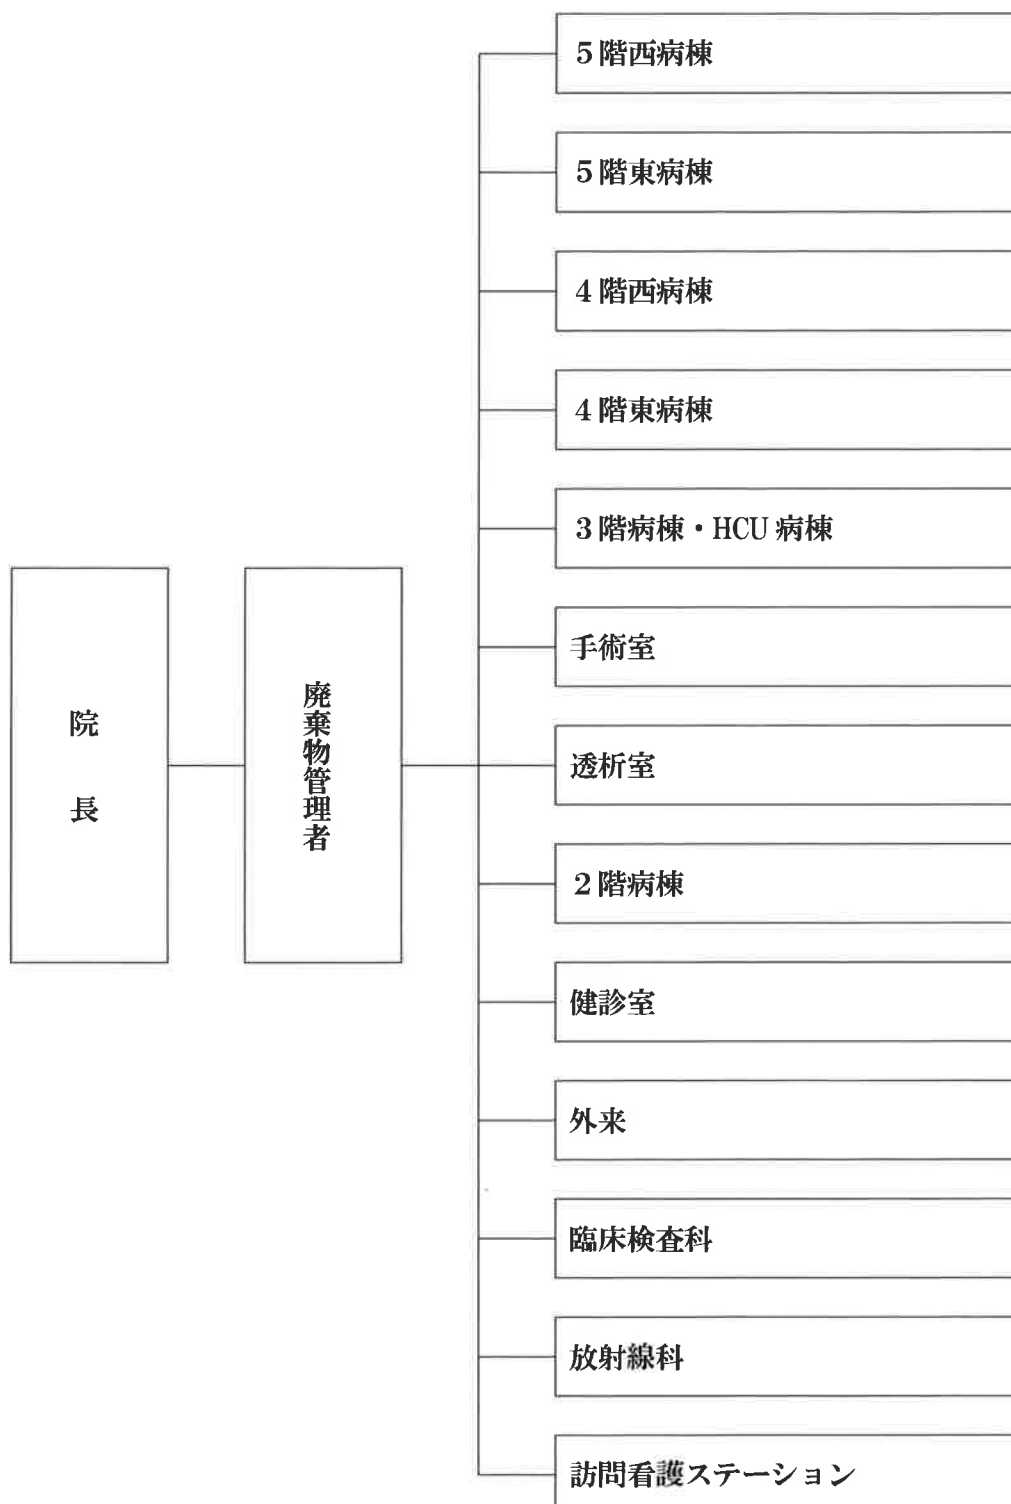 5階西病棟
5階東病棟
4階西病棟
4階東病棟
3階病棟・HCU 病棟
手術室
透析室
2階病棟
健診室
外来
臨床検査科
放射線科
訪問看護ステーション
院長
廃棄物管理者